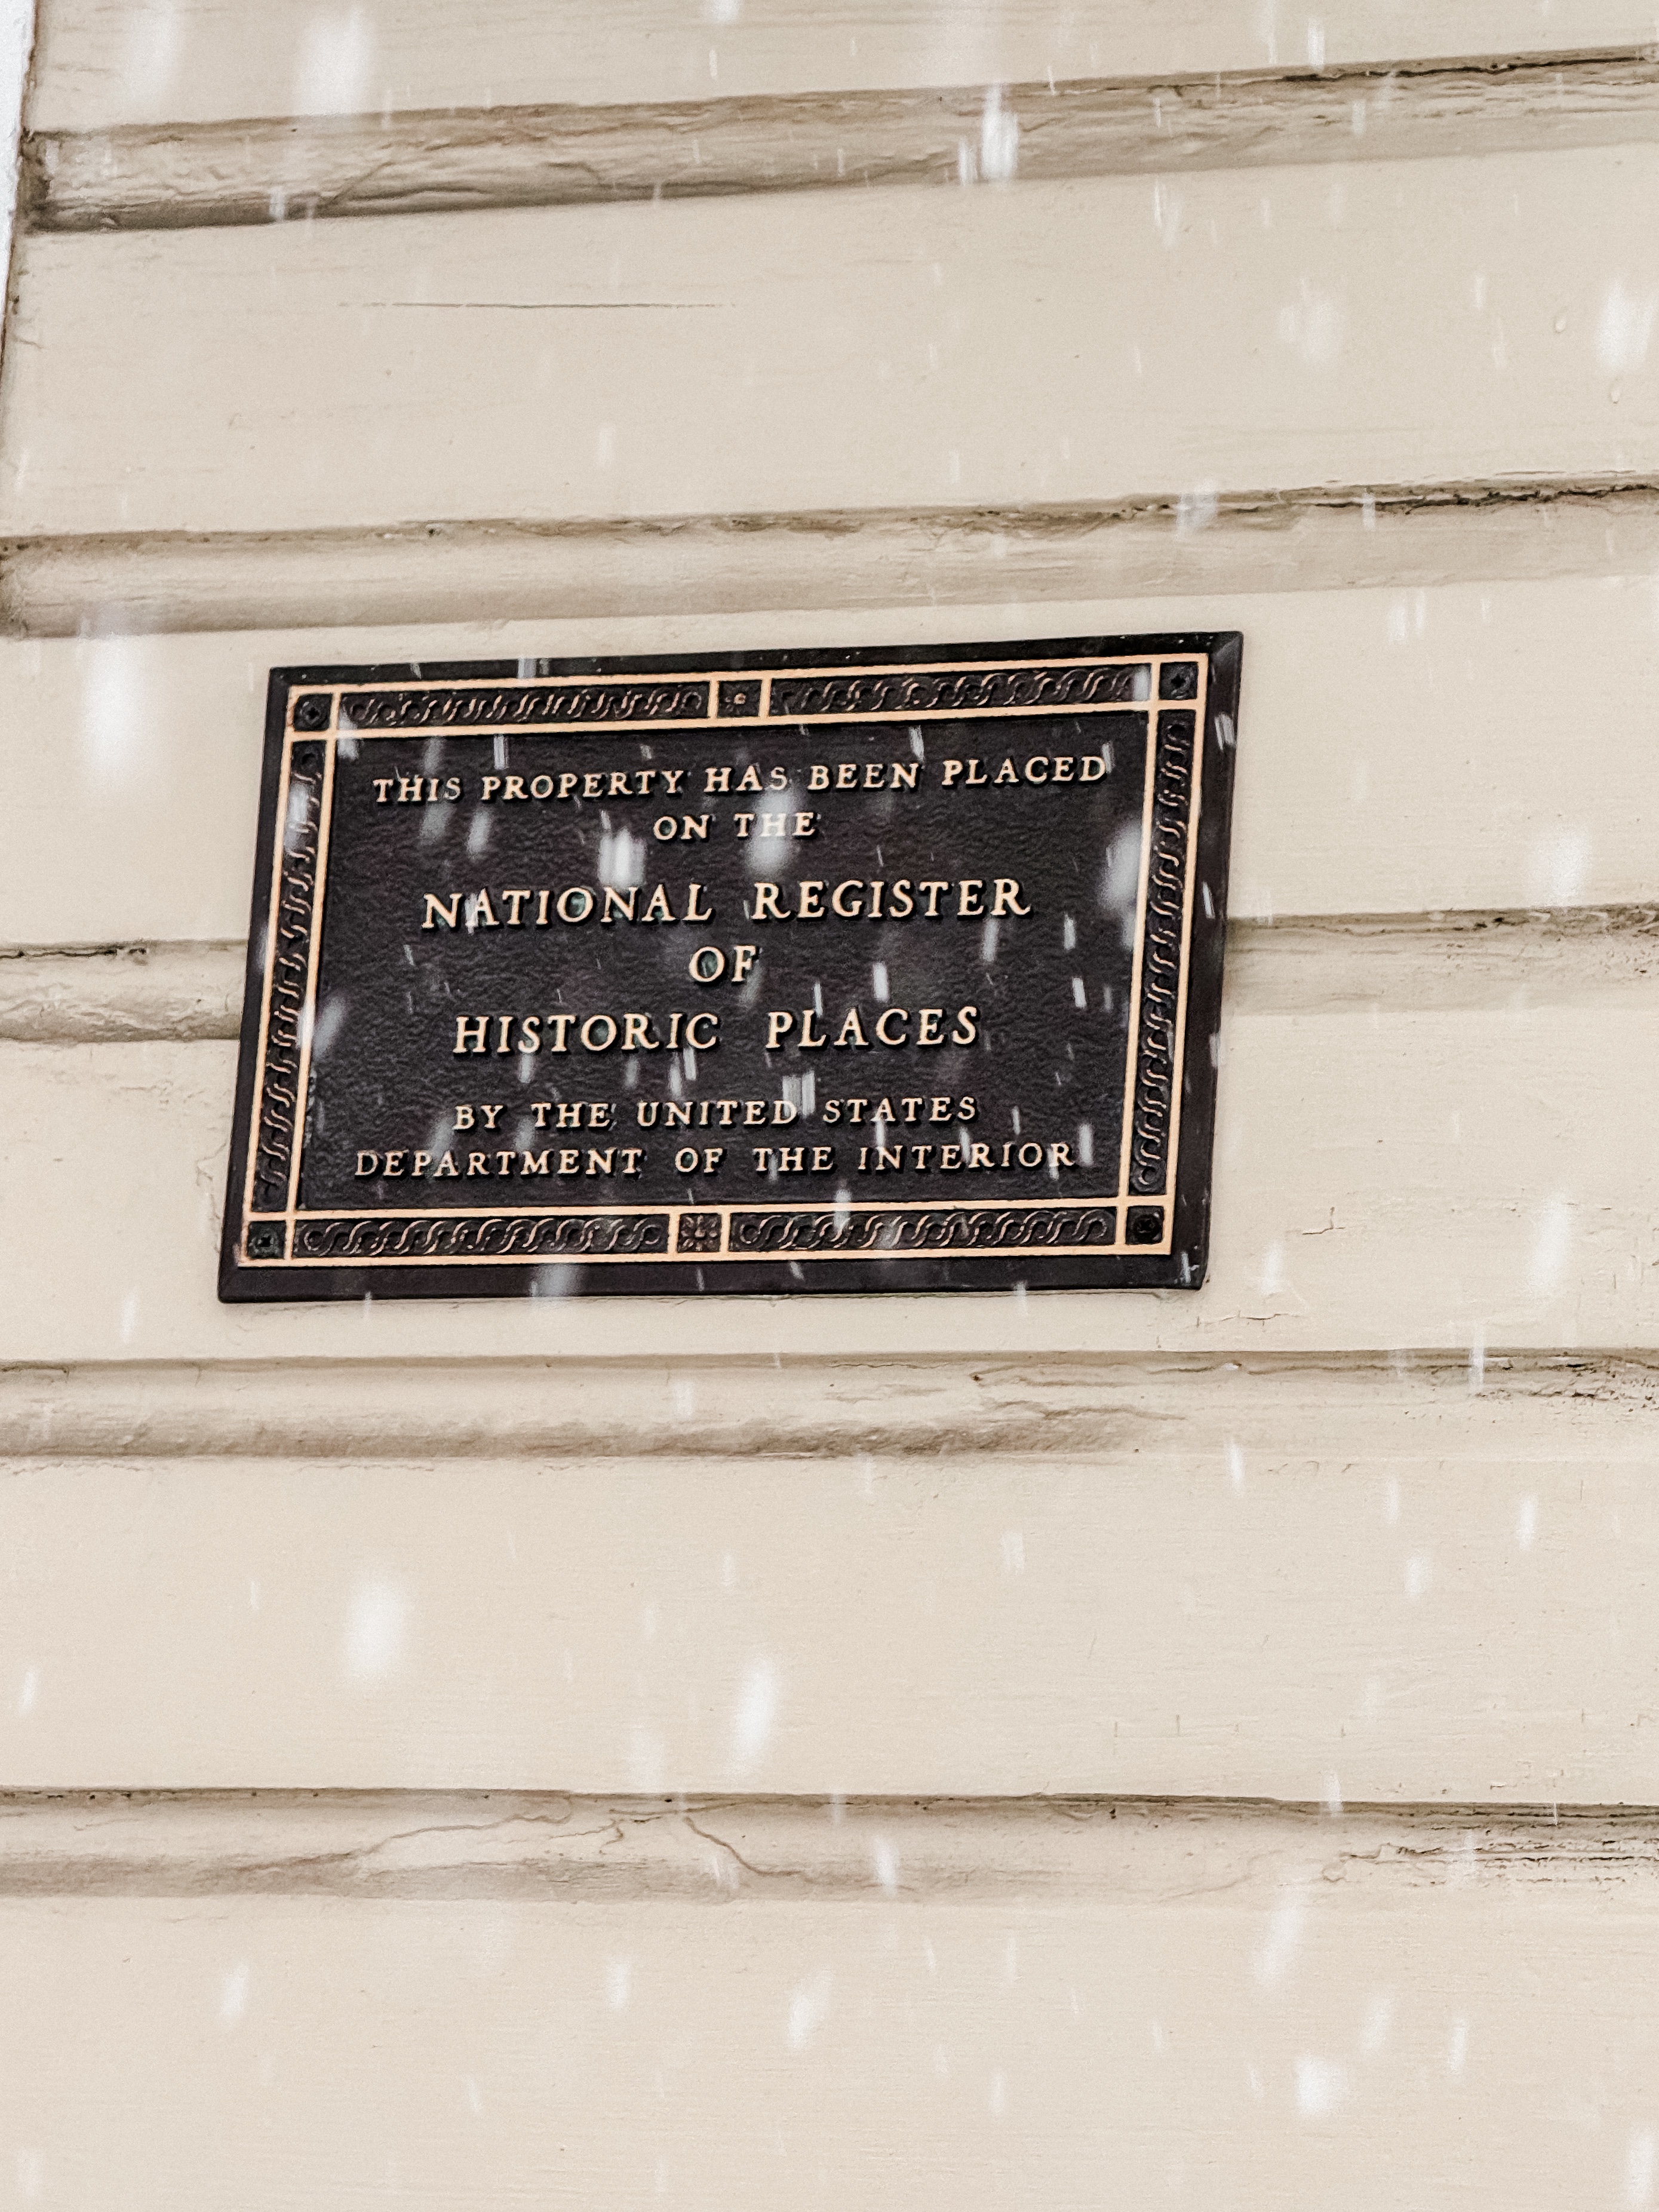 THIS PROPERTY HAS BEEN PLACED
ON THE
NATIONAL REGISTER
OF
HISTORIC PLACES
BY THE UNITED STATES
DEPARTMENT OF THE INTERIOR